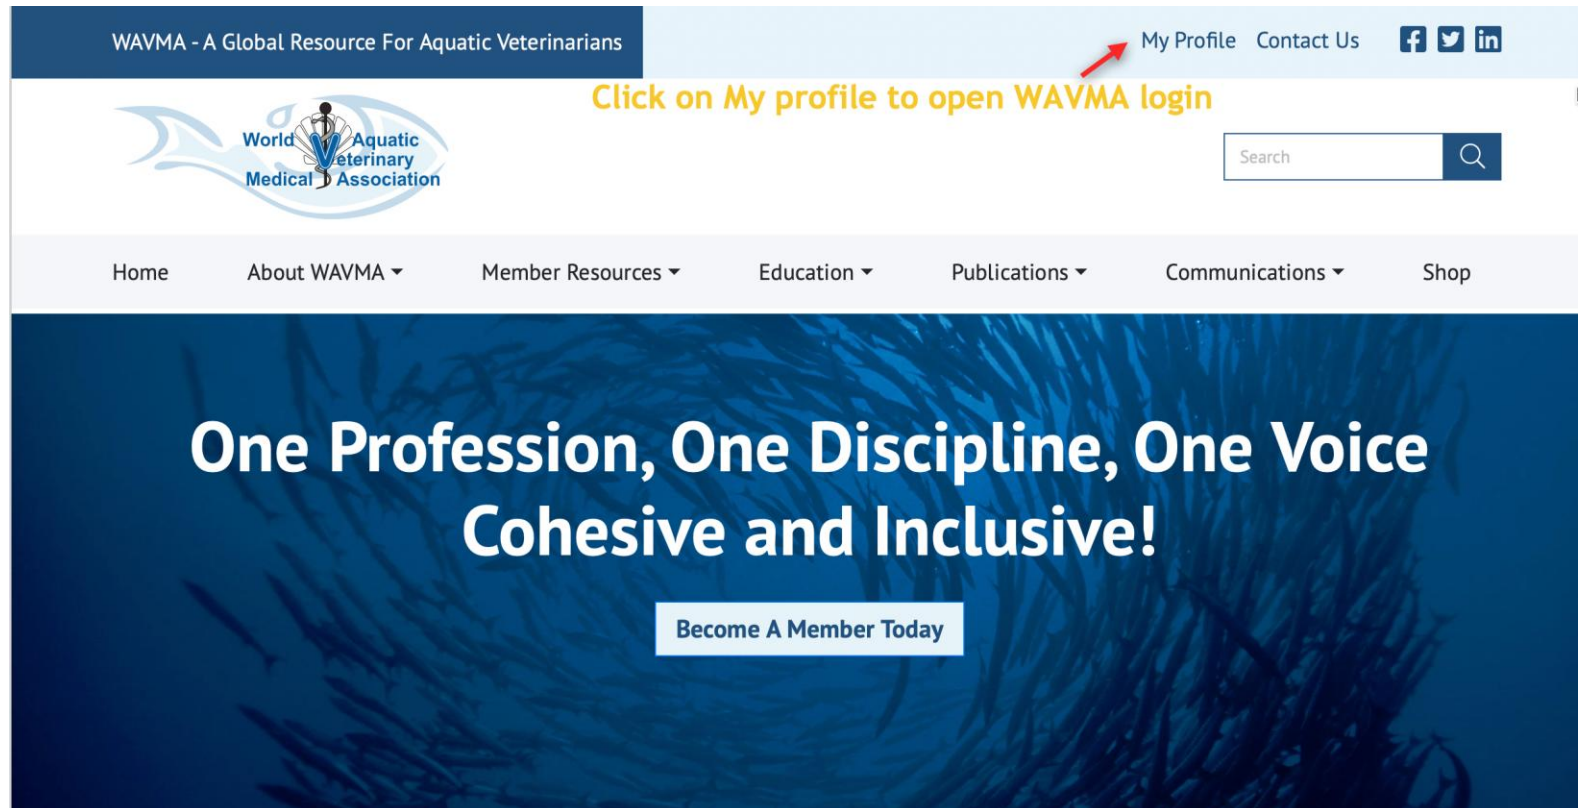 WAVMA - A Global Resource For Aquatic Veterinarians
My Profile Contact Us
Click on My profile to open WAVMA login
World Aquatic
Veterinary
Medical Association
Search
Home About WAVMA Member Resources Education Publications Communications Shop
One Profession, One Discipline, One Voice
Cohesive and Inclusive!
Become A Member Today